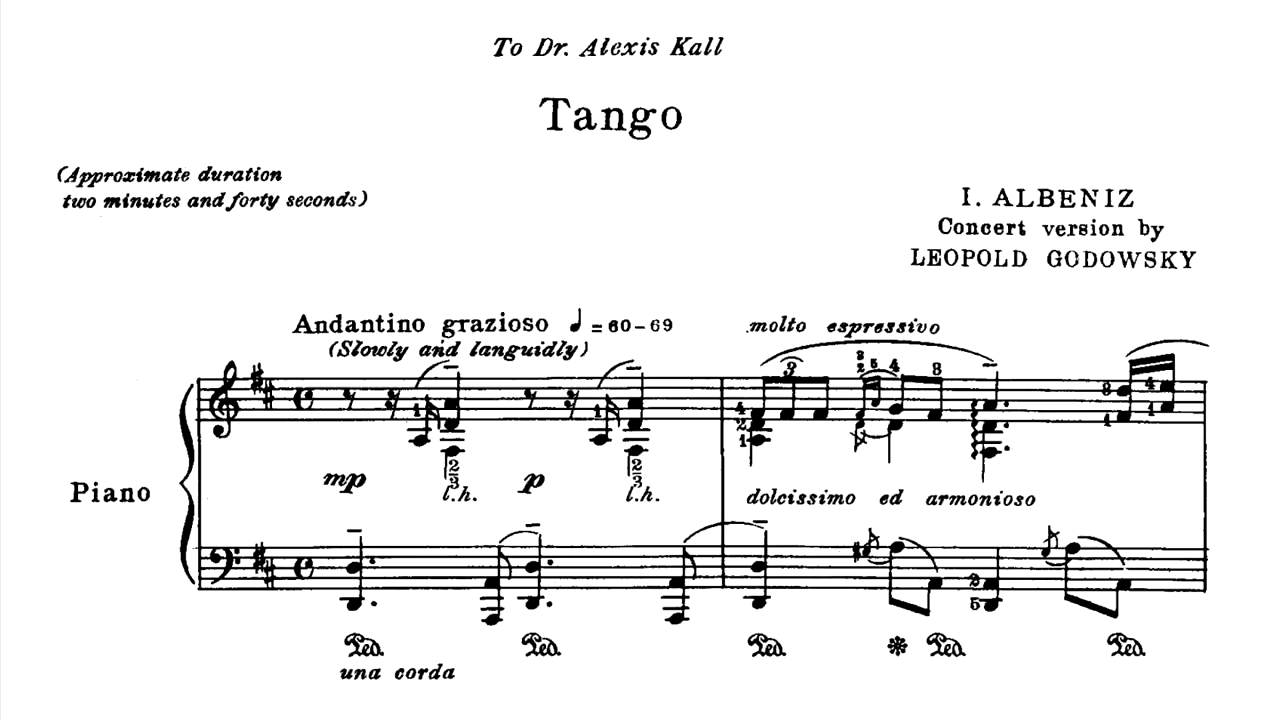 To Dr. Alexis Kall
Tango
(Approximate duration
two minutes and forty seconds)
I. ALBENIZ
Concert version by
LEOPOLD GODOWSKY
Andantino grazioso ♩ = 60–69
(Slowly and languidly)
molto espressivo
Piano
mp
l.h.
p
l.h.
dolcissimo ed armonioso
Ped.
Ped.
Ped.
Ped.
Ped.
una corda